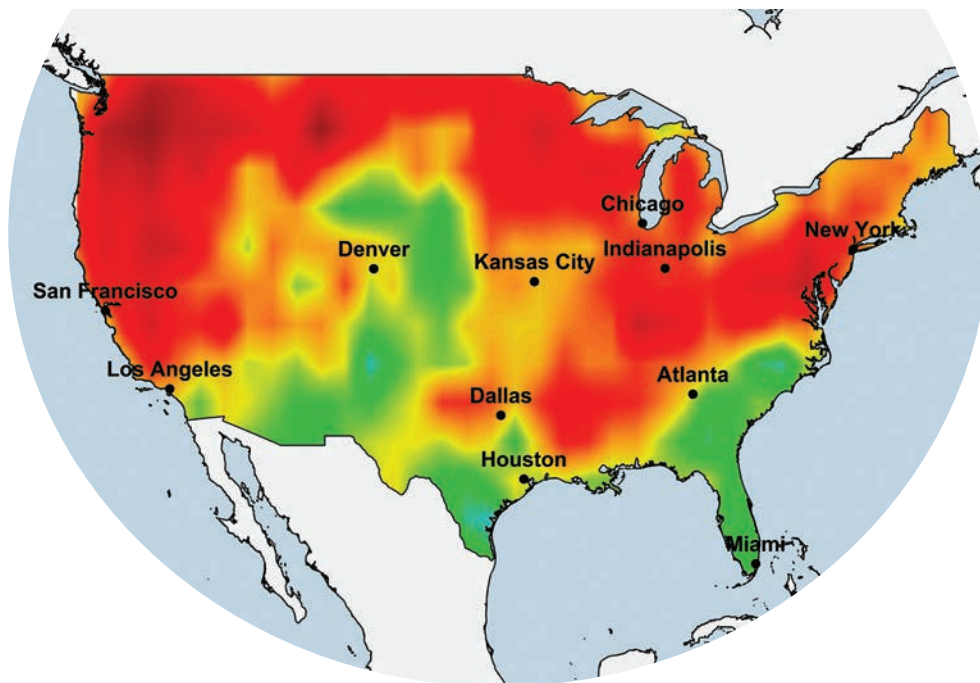 Chicago
New York
Denver
Indianapolis
Kansas City
San Francisco
Los Angeles
Atlanta
Dallas
Houston
Miami